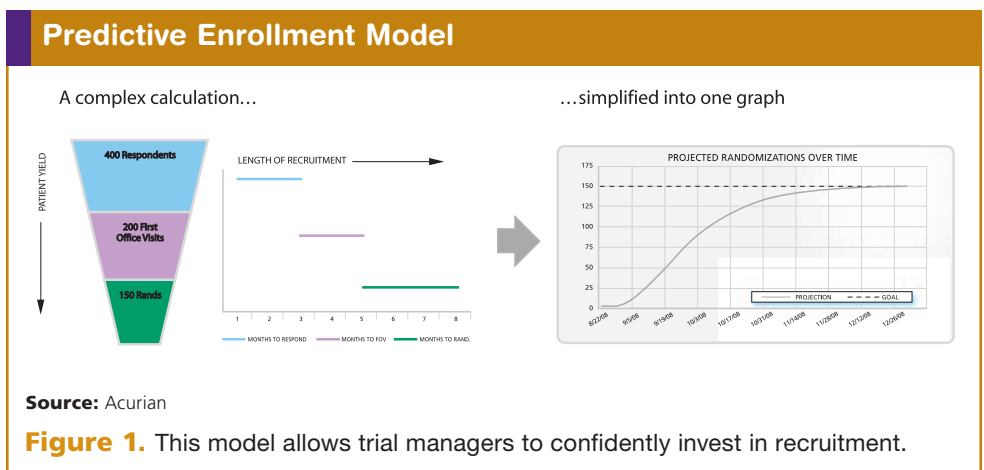 Predictive Enrollment Model
A complex calculation…
PATIENT YIELD
400 Respondents
200 First
Office Visits
150 Rands
LENGTH OF RECRUITMENT
1 2 3 4 5 6 7 8
MONTHS TO RESPOND MONTHS TO FOV MONTHS TO RAND.
…simplified into one graph
PROJECTED RANDOMIZATIONS OVER TIME
175
150
125
100
75
50
25
0
8/22/08 9/5/08 9/19/08 10/3/08 10/17/08 10/31/08 11/14/08 11/28/08 12/12/08 12/26/08
PROJECTION GOAL
Source: Acurian
Figure 1. This model allows trial managers to confidently invest in recruitment.